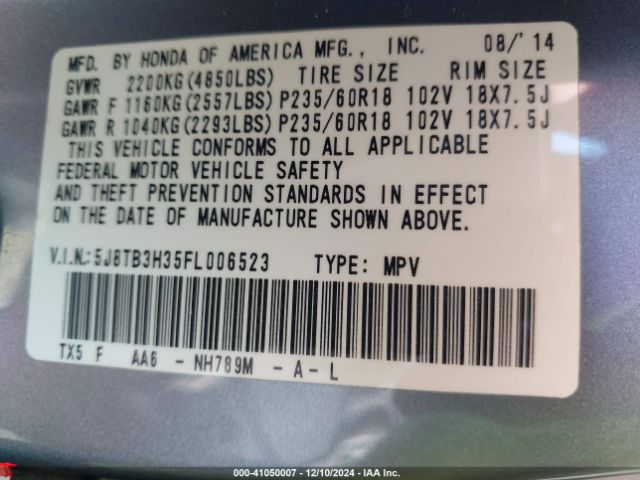 MFD. BY HONDA OF AMERICA MFG., INC. 08/'14
GVWR 2200KG(4850LBS) TIRE SIZE RIM SIZE
GAWR F 1160KG(2557LBS) P235/60R18 102V 18X7.5J
GAWR R 1040KG(2293LBS) P235/60R18 102V 18X7.5J
THIS VEHICLE CONFORMS TO ALL APPLICABLE
FEDERAL MOTOR VEHICLE SAFETY
AND THEFT PREVENTION STANDARDS IN EFFECT
ON THE DATE OF MANUFACTURE SHOWN ABOVE.
V.I.N.: 5J8TB3H35FL006523 TYPE: MPV
TX5 F AA6 - NH789M - A - L
000-41050007 - 12/10/2024 - IAA Inc.